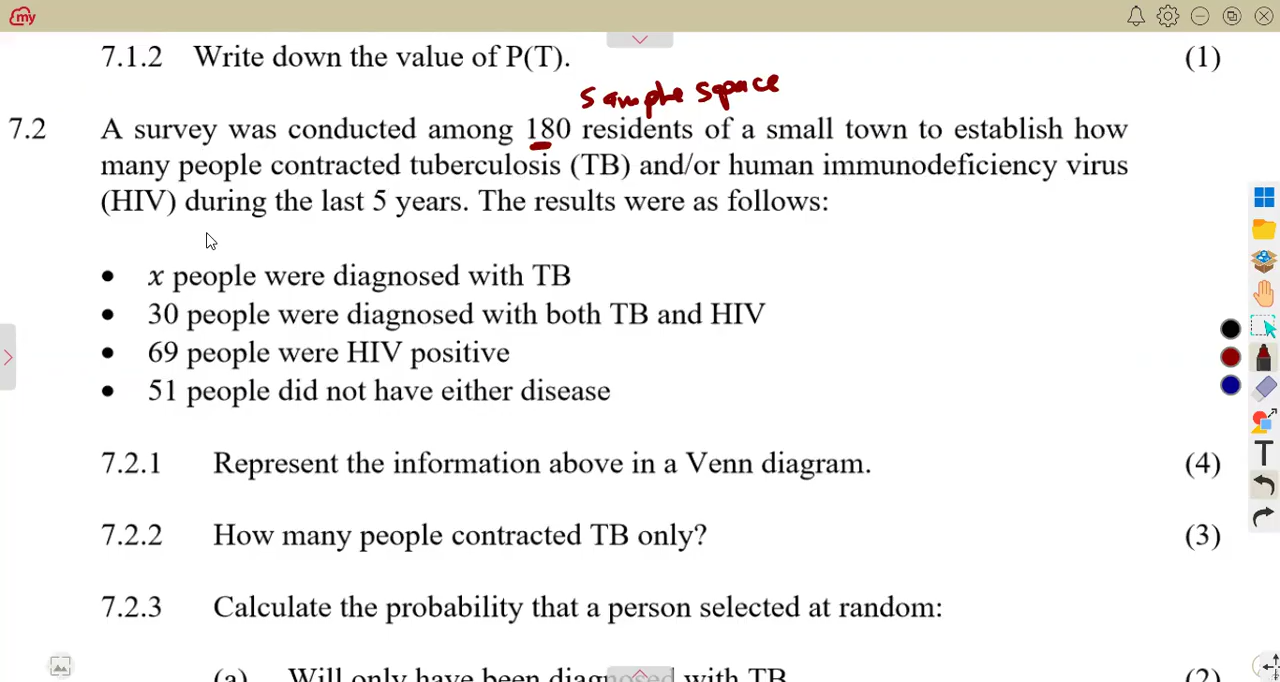 my
7.1.2 Write down the value of P(T). (1)
sample space
7.2 A survey was conducted among 180 residents of a small town to establish how
many people contracted tuberculosis (TB) and/or human immunodeficiency virus
(HIV) during the last 5 years. The results were as follows:
• x people were diagnosed with TB
• 30 people were diagnosed with both TB and HIV
• 69 people were HIV positive
• 51 people did not have either disease
7.2.1 Represent the information above in a Venn diagram. (4)
7.2.2 How many people contracted TB only? (3)
7.2.3 Calculate the probability that a person selected at random:
(a) Will only have been diagnosed with TB (2)